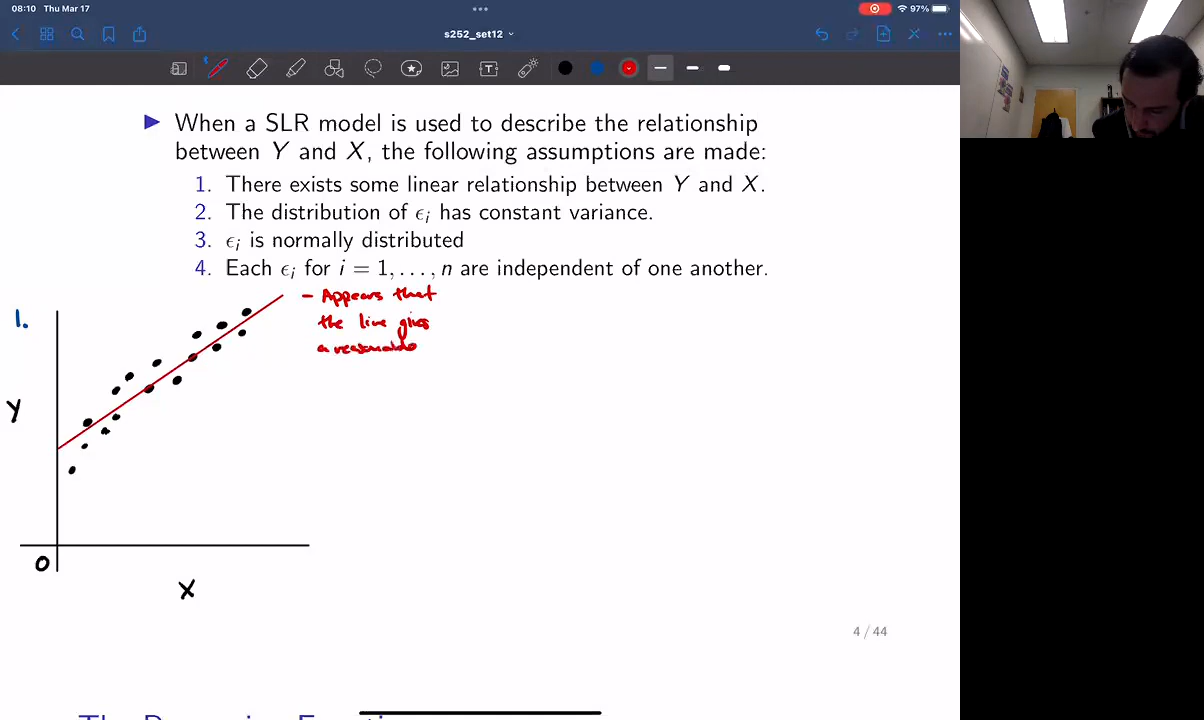 08:10 Thu Mar 17
97%
s252_set12
When a SLR model is used to describe the relationship
between Y and X, the following assumptions are made:
1. There exists some linear relationship between Y and X.
2. The distribution of ϵᵢ has constant variance.
3. ϵᵢ is normally distributed
4. Each ϵᵢ for i = 1, . . . , n are independent of one another.
1.
- Appears that
the line gives
a reasonable
Y
0
X
4 / 44